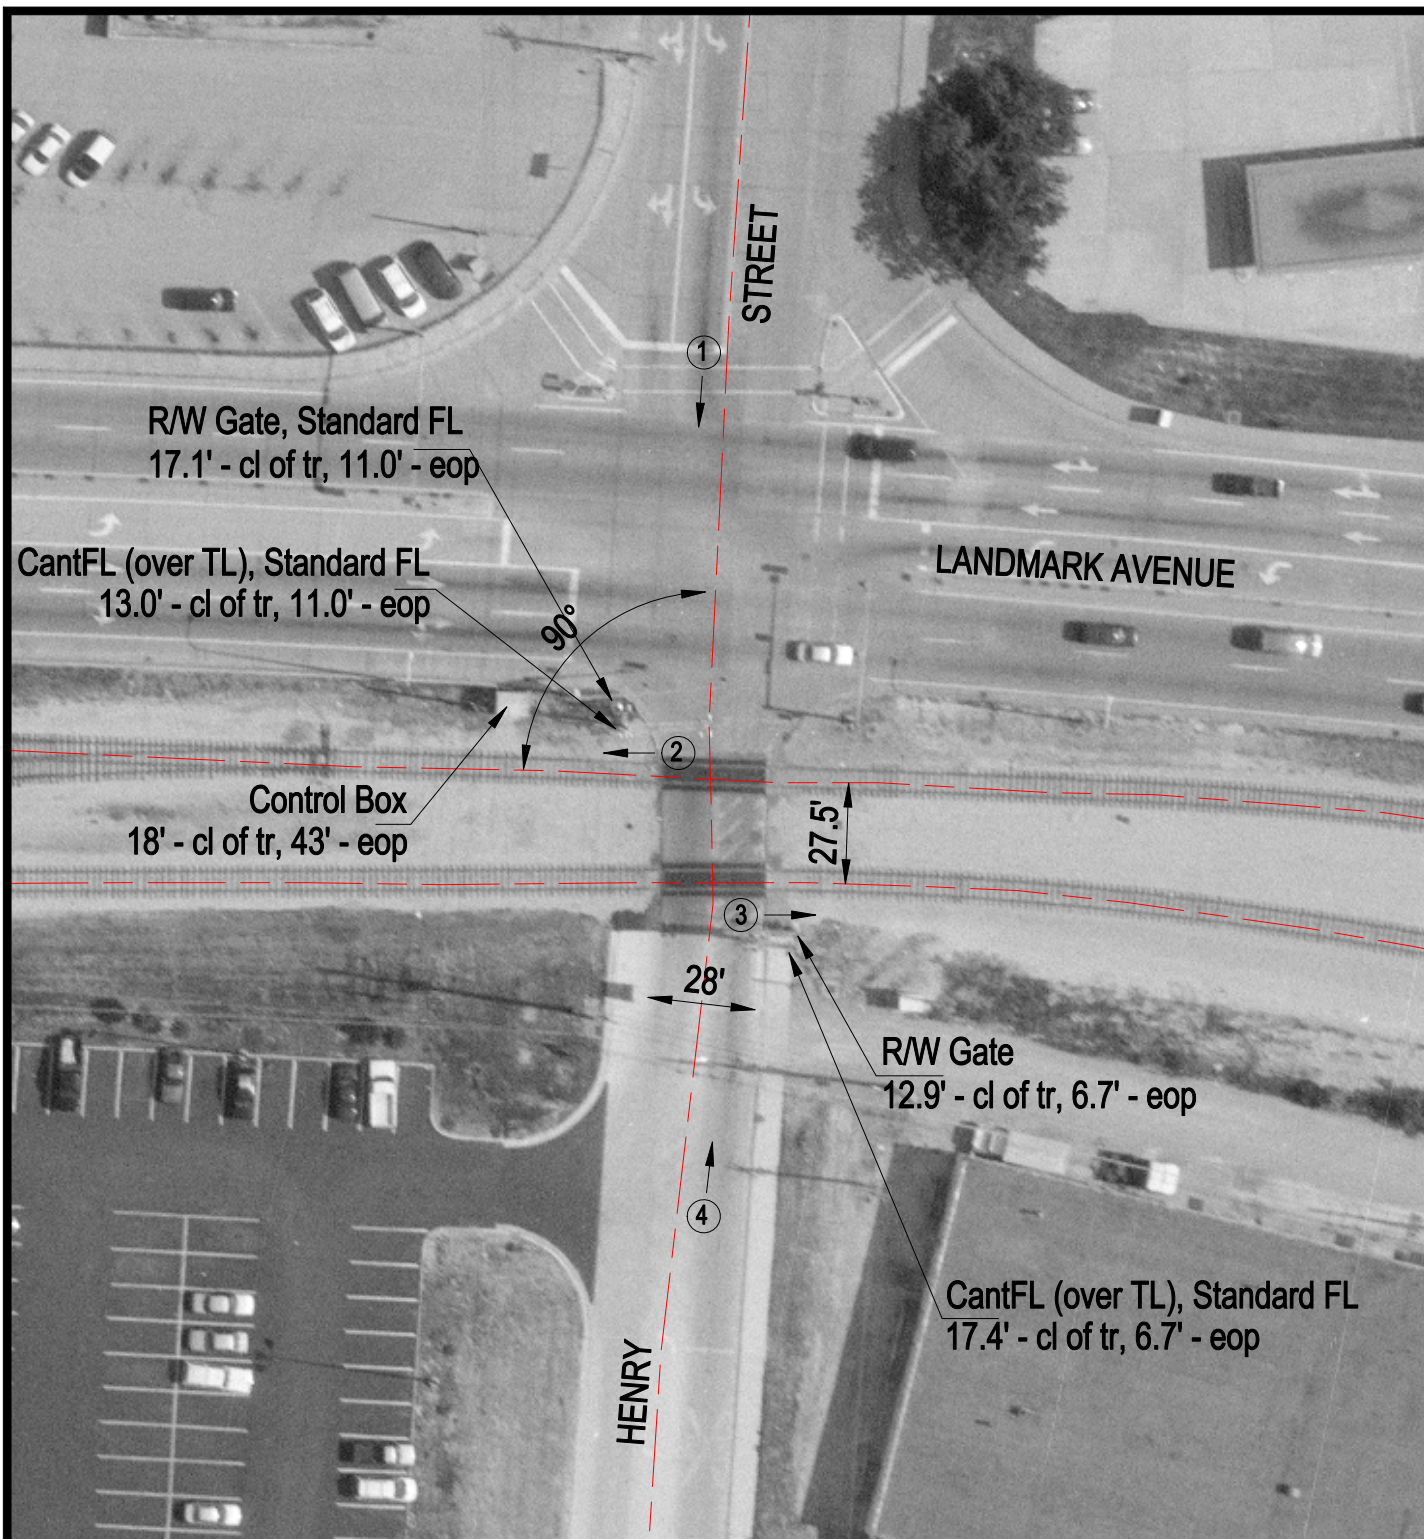 STREET
1
R/W Gate, Standard FL
17.1' - cl of tr, 11.0' - eop
CantFL (over TL), Standard FL
13.0' - cl of tr, 11.0' - eop
LANDMARK AVENUE
90°
2
Control Box
18' - cl of tr, 43' - eop
27.5'
3
28'
R/W Gate
12.9' - cl of tr, 6.7' - eop
4
CantFL (over TL), Standard FL
17.4' - cl of tr, 6.7' - eop
HENRY